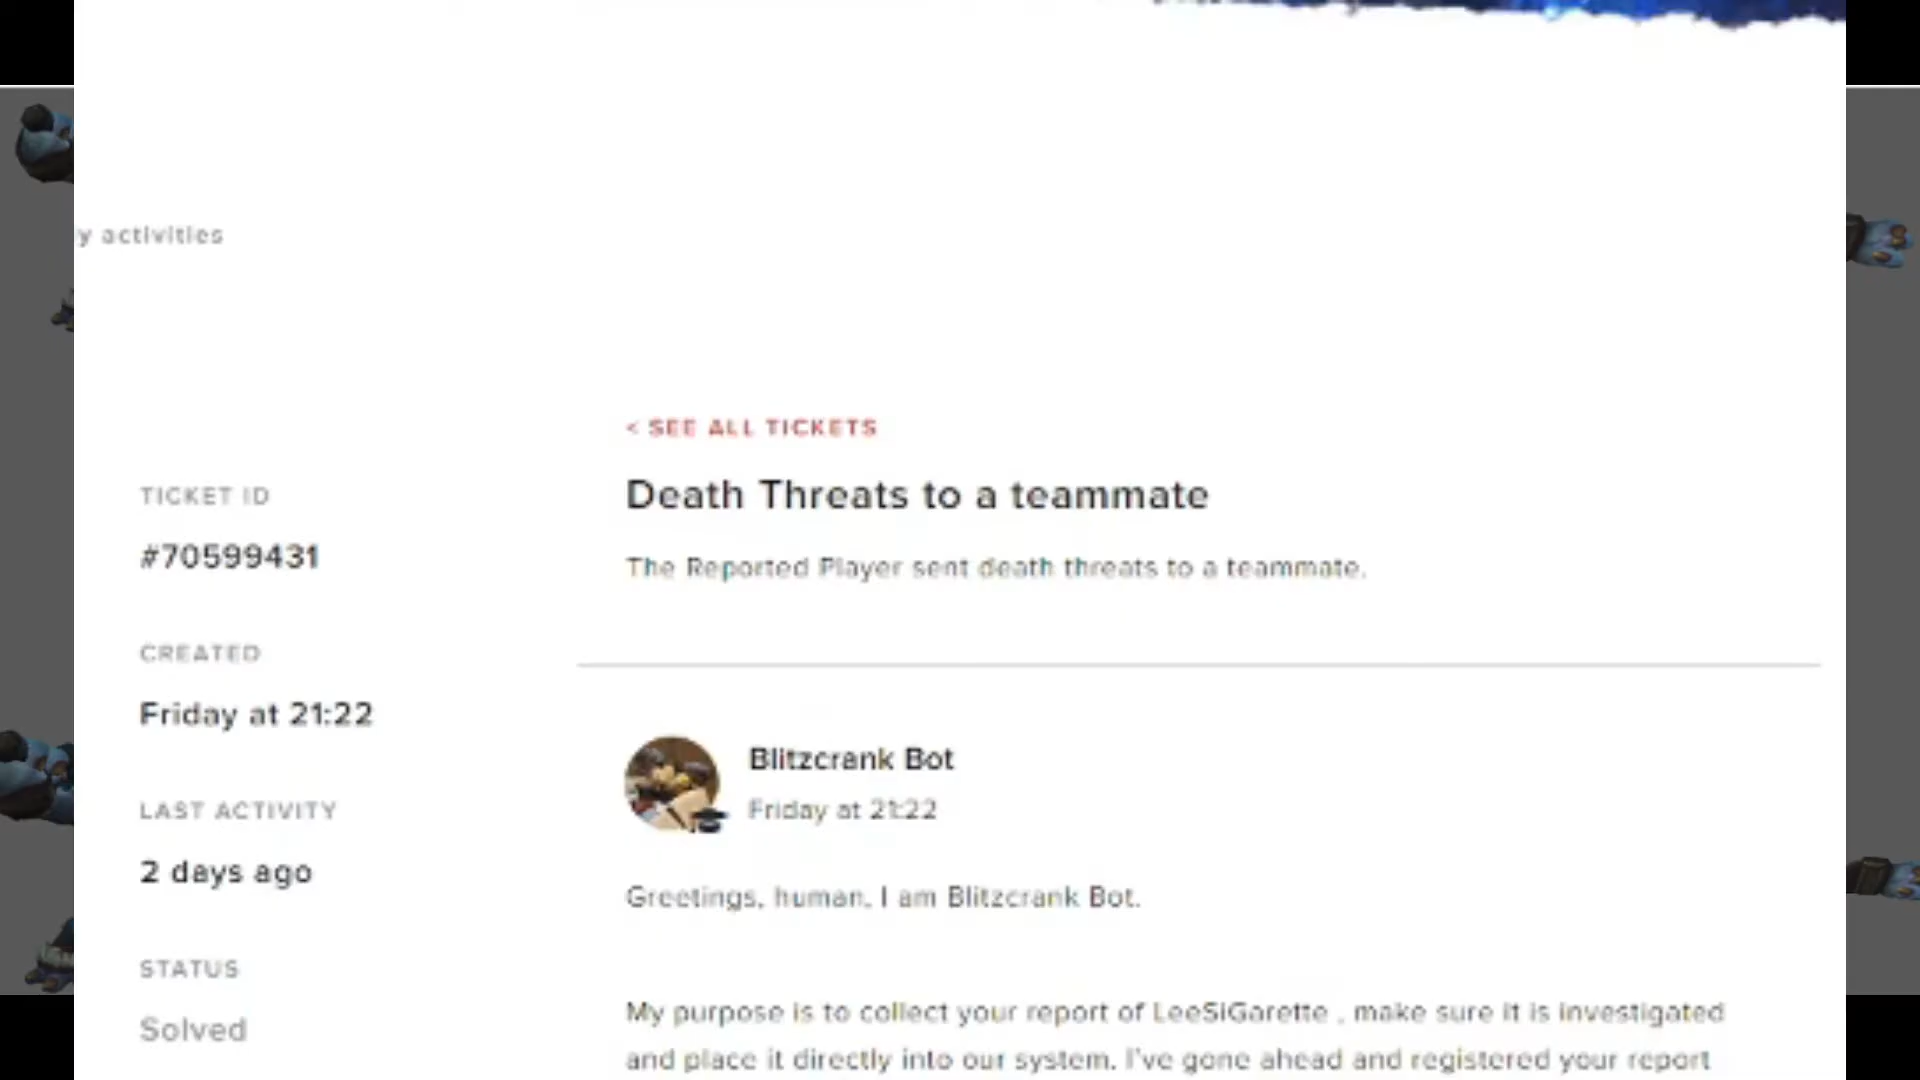 y activities
< SEE ALL TICKETS
Death Threats to a teammate
The Reported Player sent death threats to a teammate.
TICKET ID
#70599431
CREATED
Friday at 21:22
LAST ACTIVITY
2 days ago
STATUS
Solved
Blitzcrank Bot
Friday at 21:22
Greetings, human, I am Blitzcrank Bot.
My purpose is to collect your report of LeeSiGarette , make sure it is investigated
and place it directly into our system. I've gone ahead and registered your report